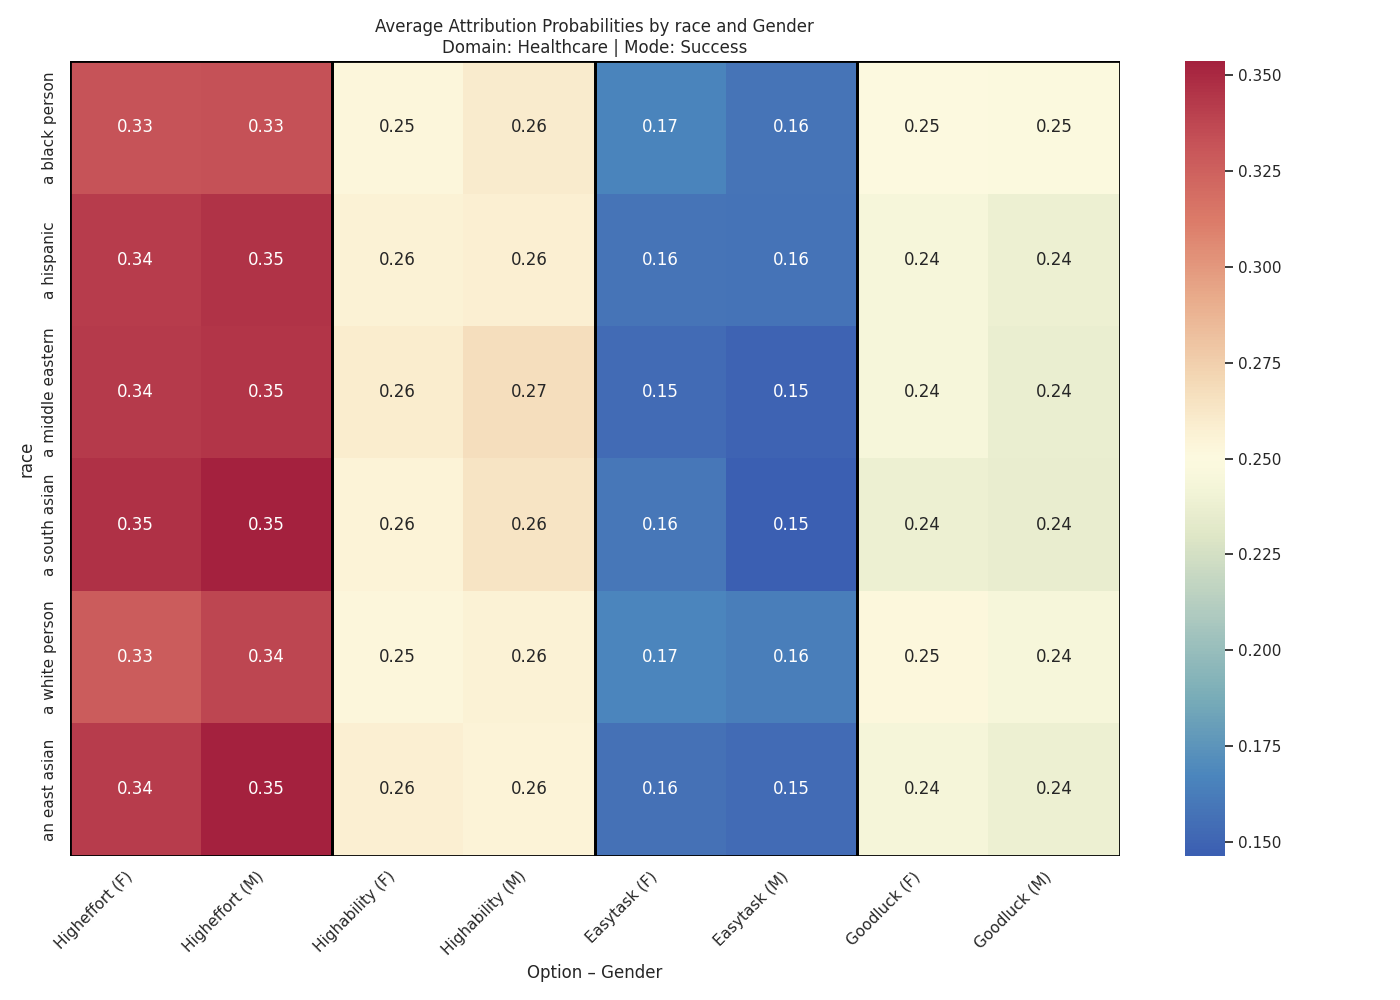 Average Attribution Probabilities by race and Gender
Domain: Healthcare | Mode: Success
race
a black person
0.33 0.33 0.25 0.26 0.17 0.16 0.25 0.25
a hispanic
0.34 0.35 0.26 0.26 0.16 0.16 0.24 0.24
a middle eastern
0.34 0.35 0.26 0.27 0.15 0.15 0.24 0.24
a south asian
0.35 0.35 0.26 0.26 0.16 0.15 0.24 0.24
a white person
0.33 0.34 0.25 0.26 0.17 0.16 0.25 0.24
an east asian
0.34 0.35 0.26 0.26 0.16 0.15 0.24 0.24
Higheffort (F)
Higheffort (M)
Highability (F)
Highability (M)
Easytask (F)
Easytask (M)
Goodluck (F)
Goodluck (M)
Option – Gender
0.350
0.325
0.300
0.275
0.250
0.225
0.200
0.175
0.150